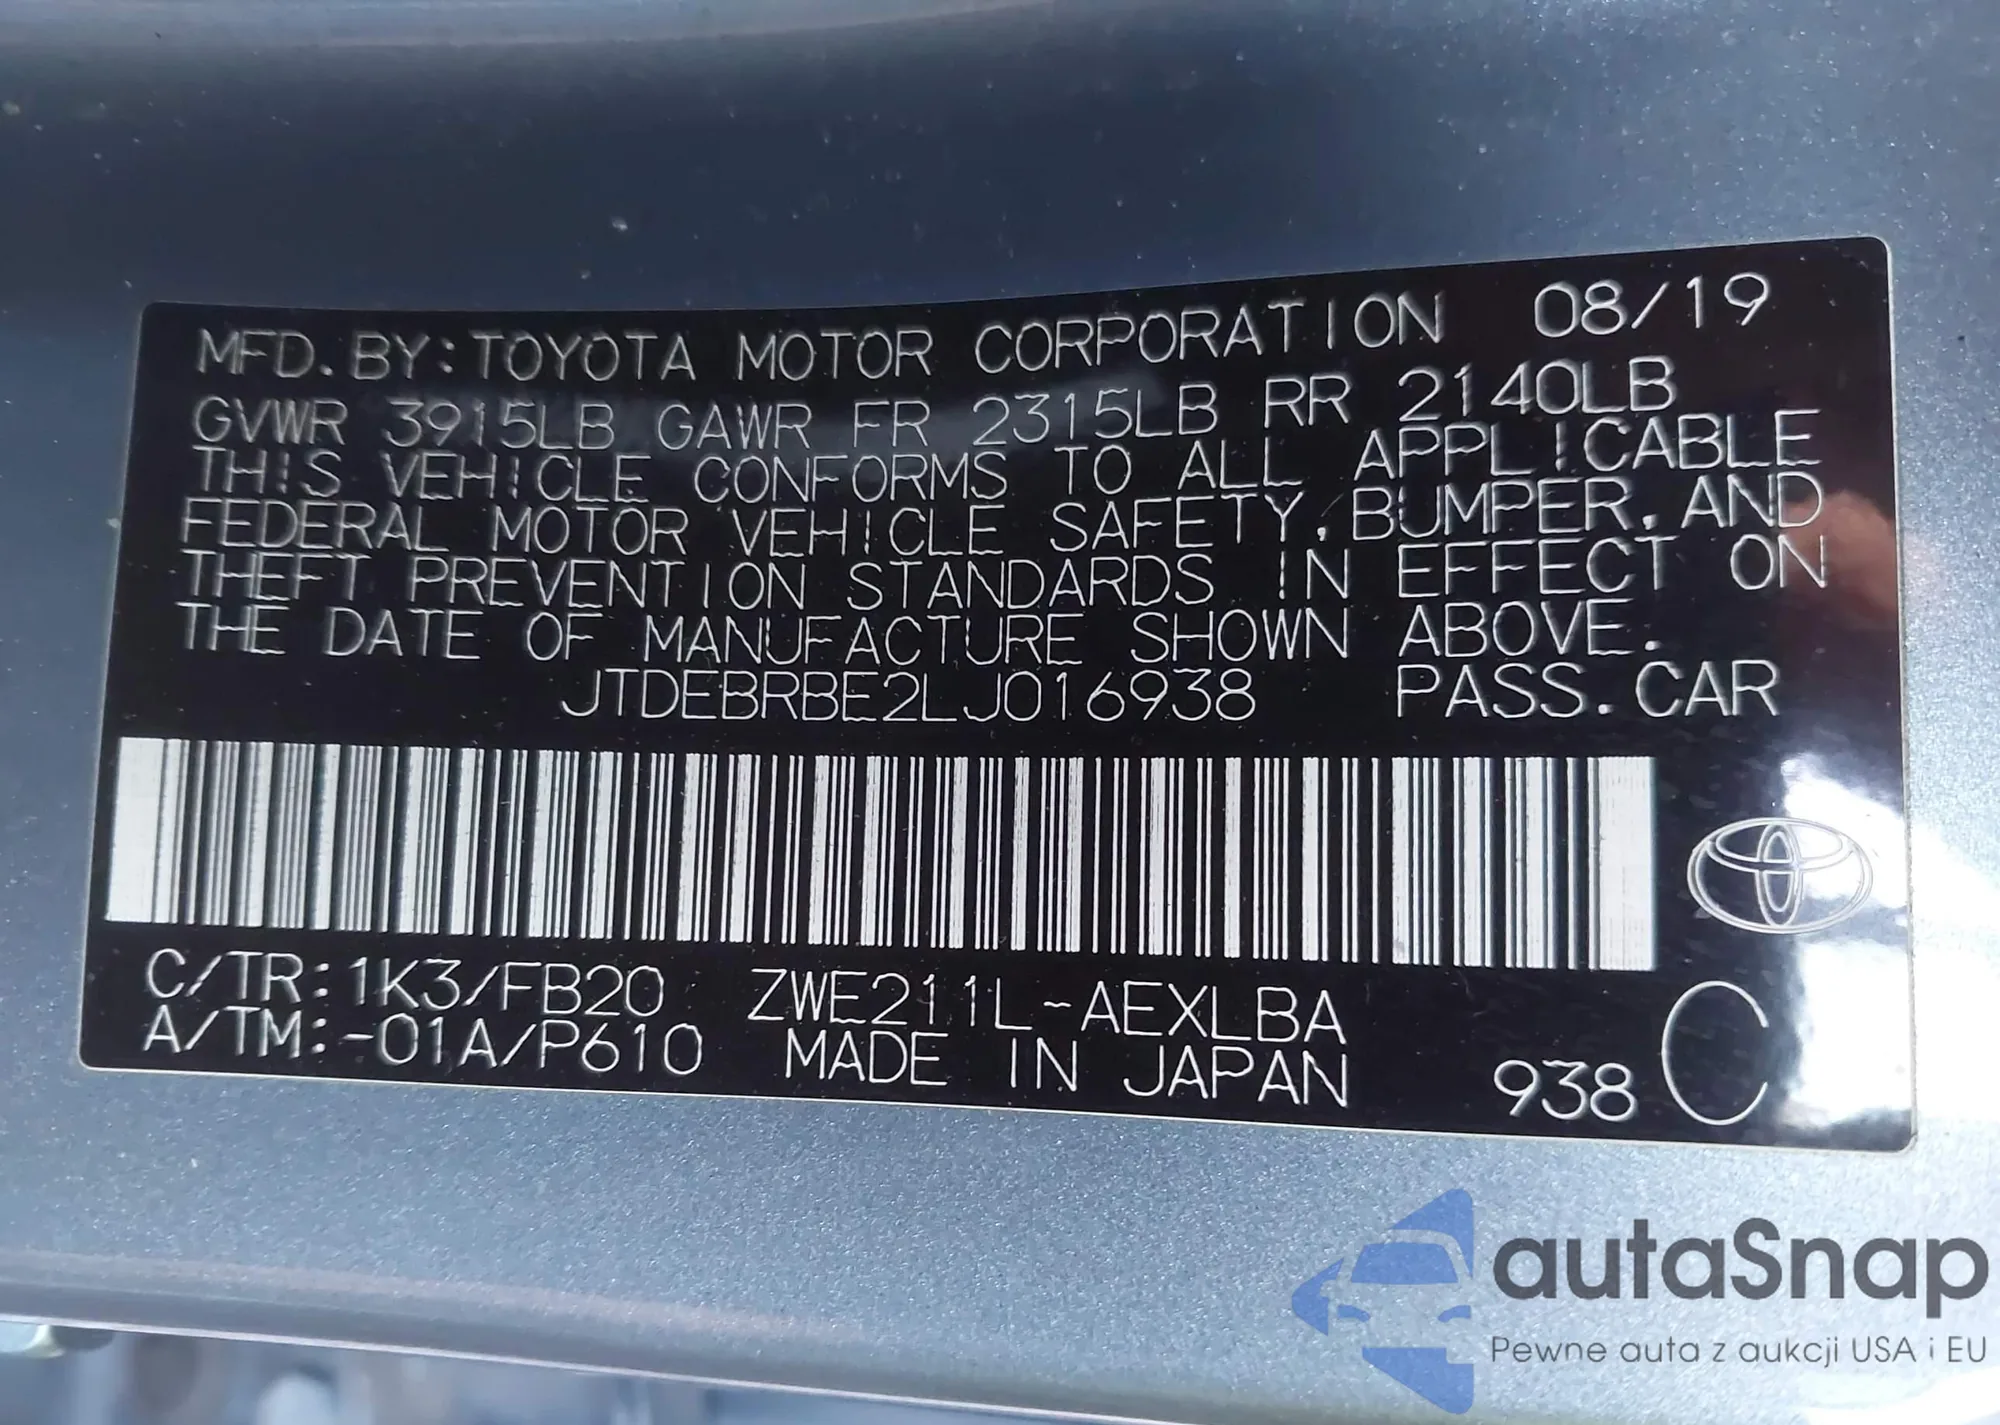 MFD. BY: TOYOTA MOTOR CORPORATION 08/19
GVWR 3915LB GAWR FR 2315LB RR 2140LB
THIS VEHICLE CONFORMS TO ALL APPLICABLE
FEDERAL MOTOR VEHICLE SAFETY, BUMPER, AND
THEFT PREVENTION STANDARDS IN EFFECT ON
THE DATE OF MANUFACTURE SHOWN ABOVE.
JTDEBRBE2LJ016938 PASS. CAR
C/TR: 1K3/FB20 ZWE211L-AEXLBA
A/TM: -01A/P610 MADE IN JAPAN 938 C
autaSnap
Pewne auta z aukcji USA i EU